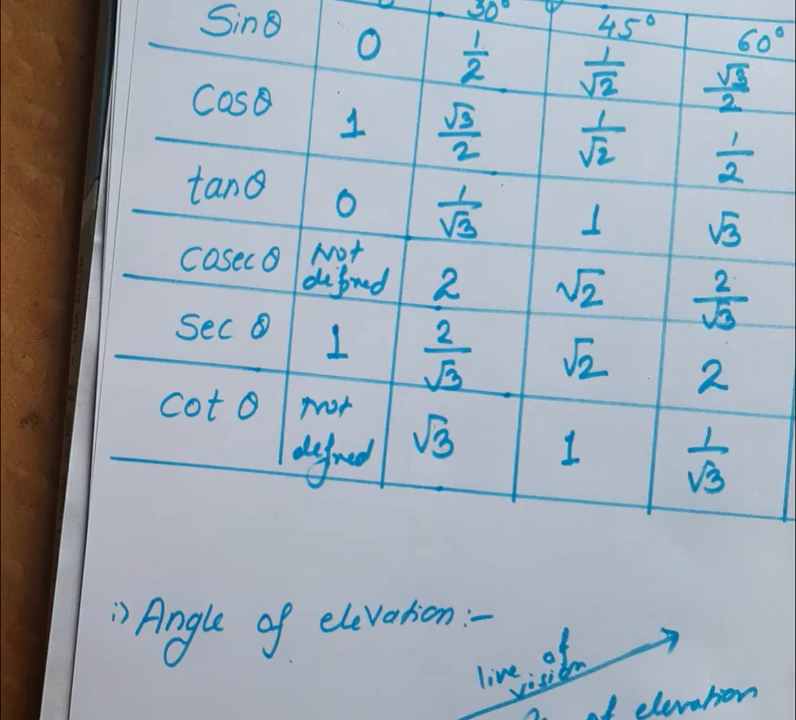 30° 45° 60°
Sinθ 0 1/2 1/√2 √3/2
Cosθ 1 √3/2 1/√2 1/2
tanθ 0 1/√3 1 √3
cosec θ Not defined 2 √2 2/√3
Sec θ 1 2/√3 √2 2
Cot θ Not defined √3 1 1/√3
i) Angle of elevation:-
line of
vision
of elevation